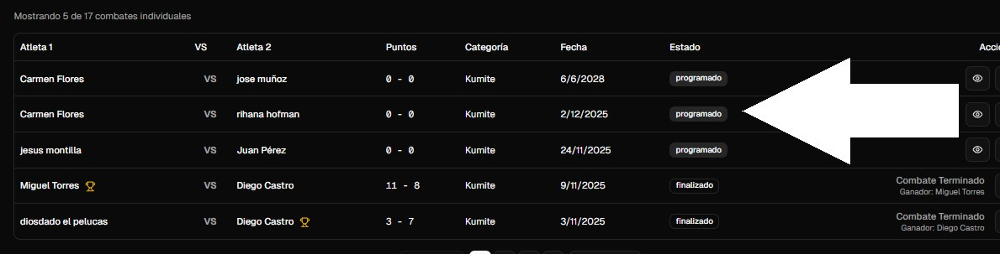 Mostrando 5 de 17 combates individuales
Atleta 1 VS Atleta 2 Puntos Categoría Fecha Estado
Carmen Flores VS jose muñoz 0 - 0 Kumite 6/6/2028 programado
Carmen Flores VS rihana hofman 0 - 0 Kumite 2/12/2025 programado
jesus montilla VS Juan Pérez 0 - 0 Kumite 24/11/2025 programado
Miguel Torres VS Diego Castro 11 - 8 Kumite 9/11/2025 finalizado Combate Terminado
Ganador: Miguel Torres
diosdado el pelucas VS Diego Castro 3 - 7 Kumite 3/11/2025 finalizado Combate Terminado
Ganador: Diego Castro